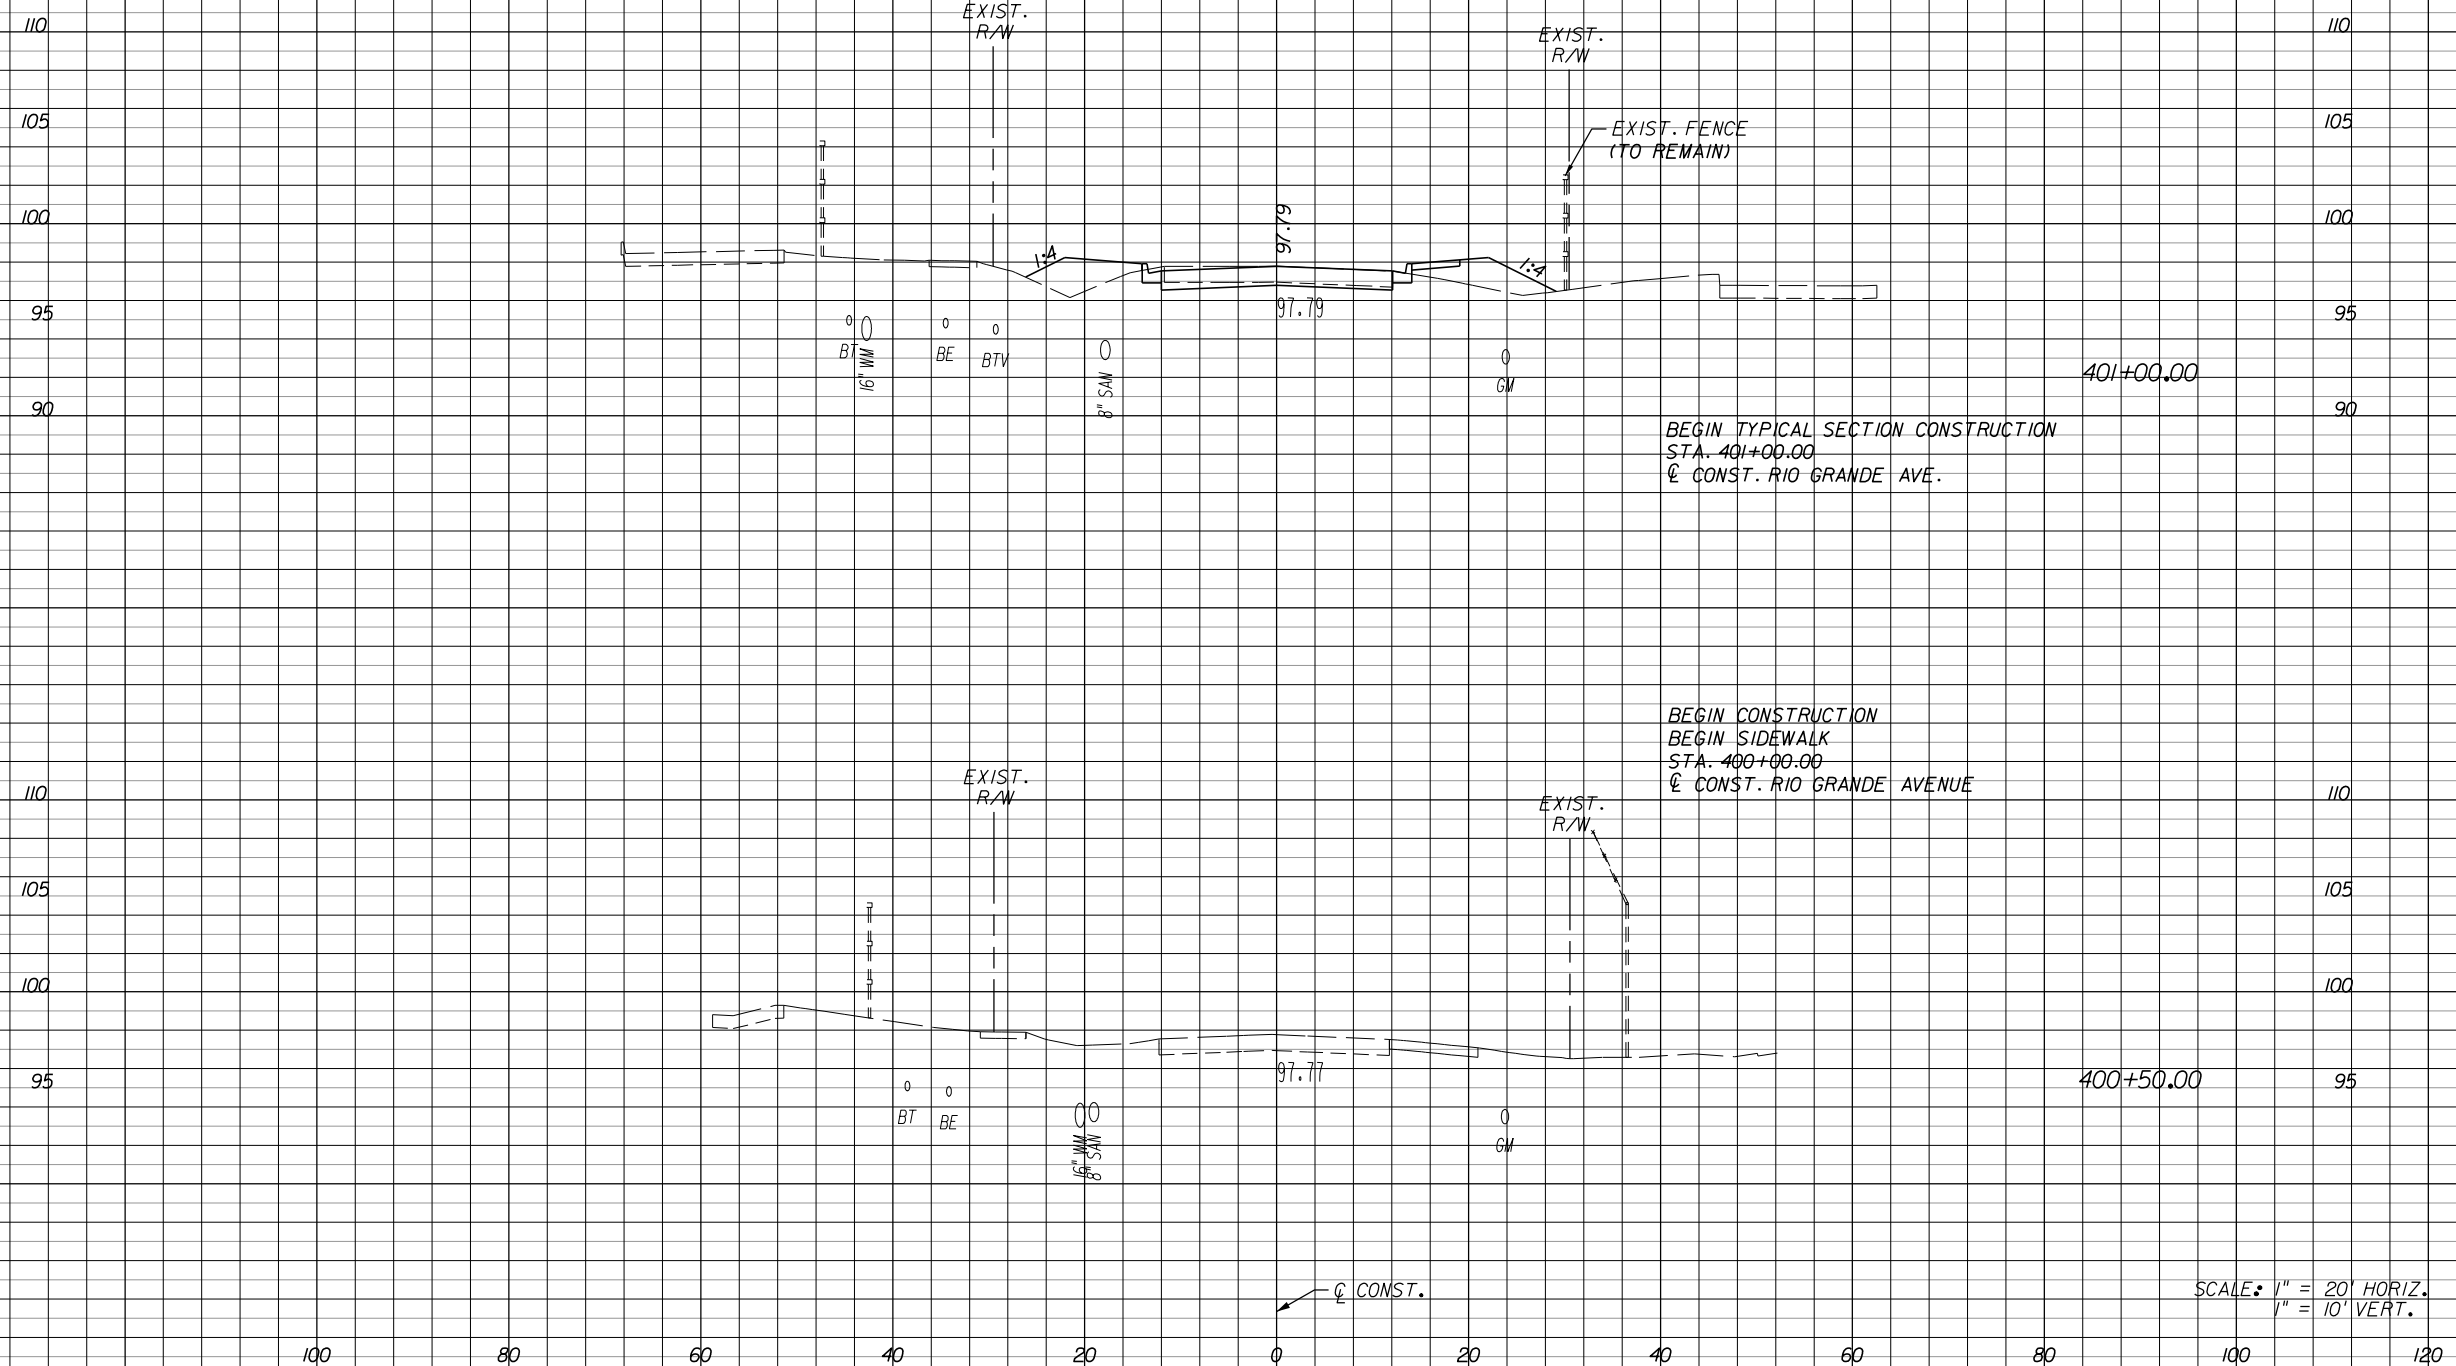 EXIST.
R/W
110
110
EXIST.
R/W
105
EXIST. FENCE
(TO REMAIN)
105
100
97.79
100
1:4
1:4
95
97.79
95
BT
16" WM
BE
BTV
8" SAN
GM
401+00.00
90
90
BEGIN TYPICAL SECTION CONSTRUCTION
STA. 401+00.00
℄ CONST. RIO GRANDE AVE.
BEGIN CONSTRUCTION
BEGIN SIDEWALK
STA. 400+00.00
℄ CONST. RIO GRANDE AVENUE
EXIST.
R/W
110
110
EXIST.
R/W
105
105
100
100
95
97.77
400+50.00
95
BT
BE
16" WM
8" SAN
GM
℄ CONST.
SCALE: 1" = 20' HORIZ.
1" = 10' VERT.
100 80 60 40 20 0 20 40 60 80 100 120